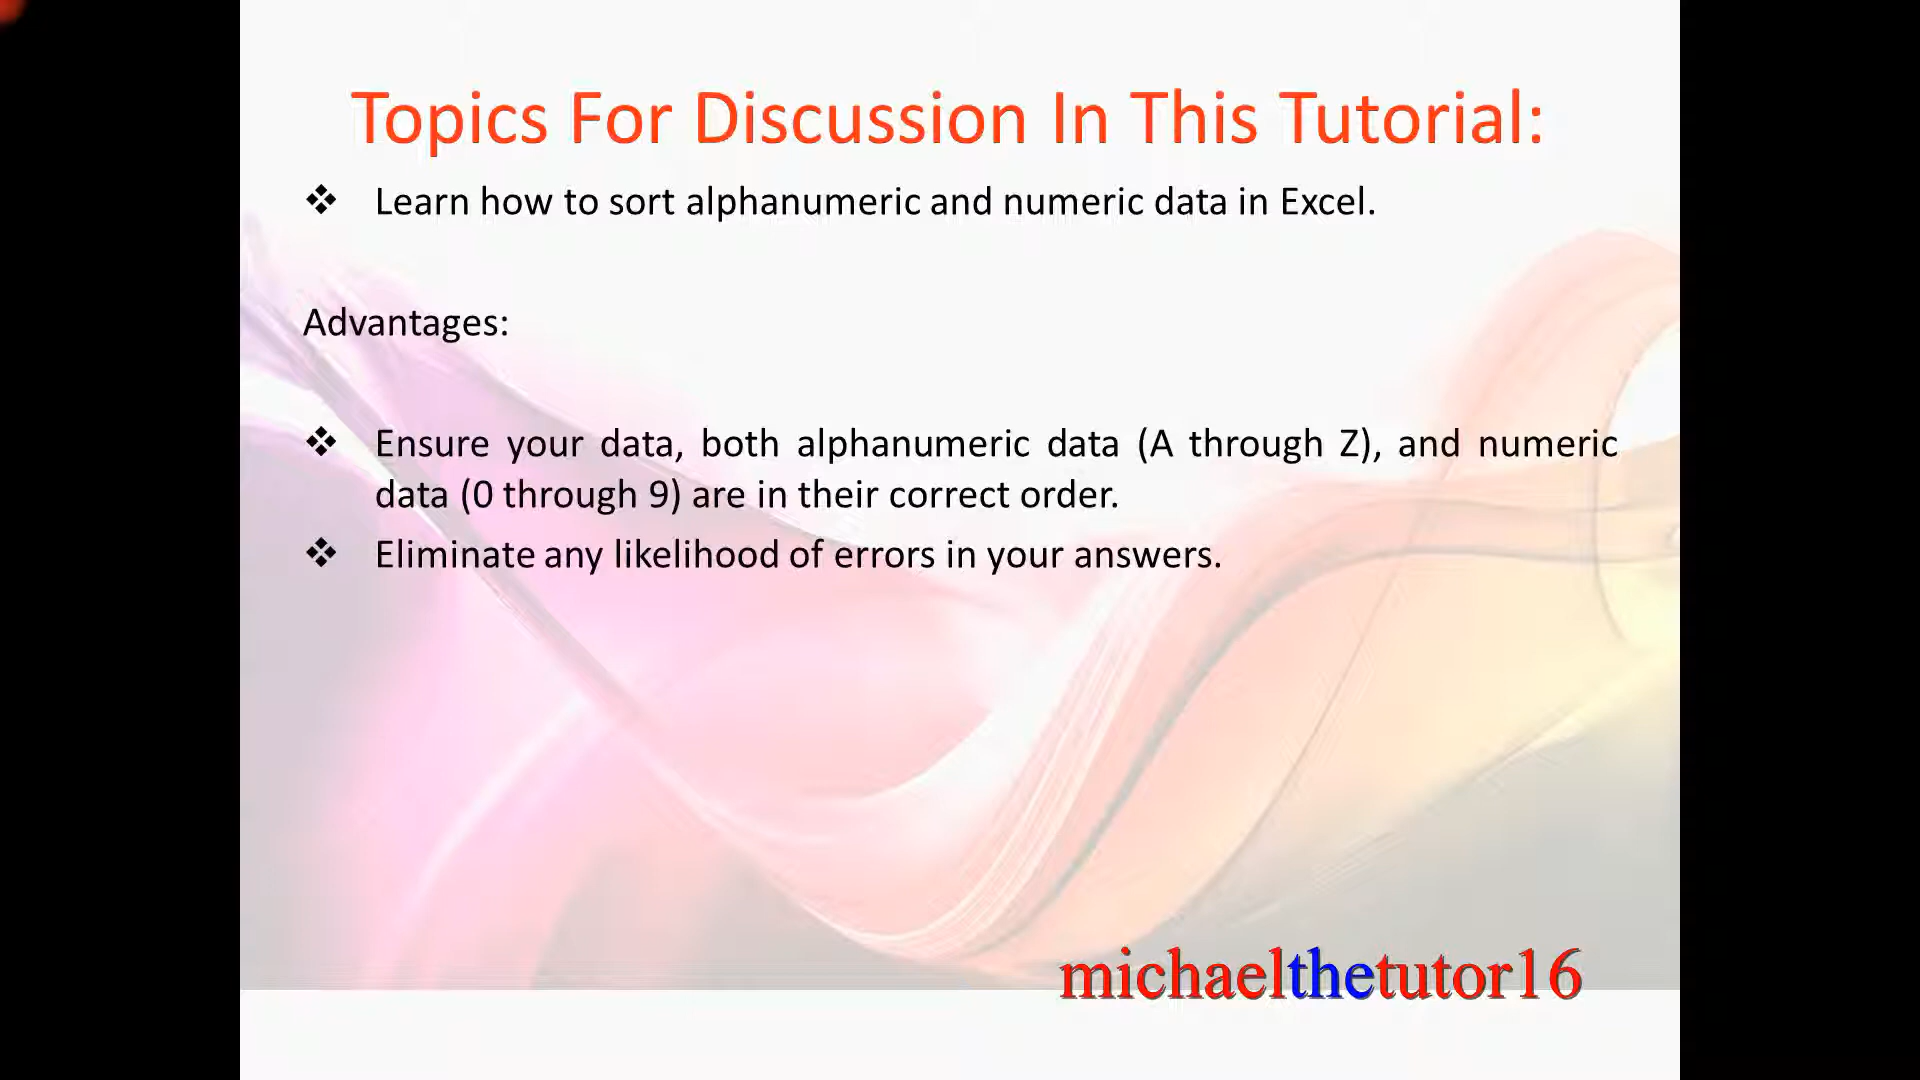 Topics For Discussion In This Tutorial:
❖ Learn how to sort alphanumeric and numeric data in Excel.
Advantages:
❖ Ensure your data, both alphanumeric data (A through Z), and numeric
data (0 through 9) are in their correct order.
❖ Eliminate any likelihood of errors in your answers.
michaelthetutor16